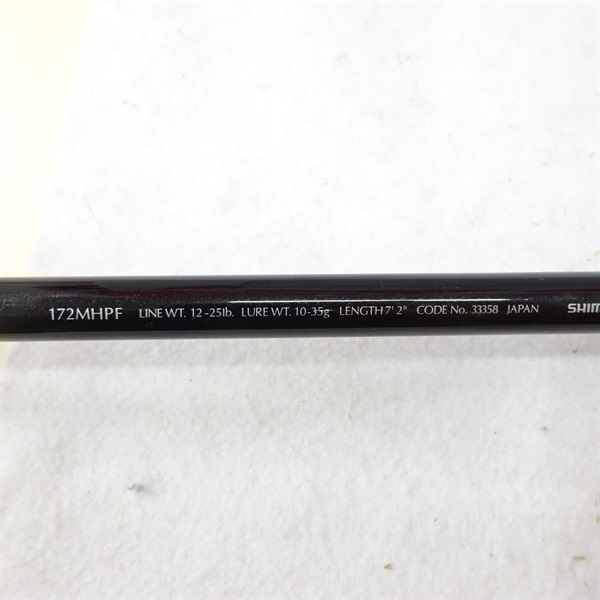 172MHPF LINE WT. 12-25lb. LURE WT. 10-35g LENGTH 7' 2" CODE No. 33358 JAPAN SHIM